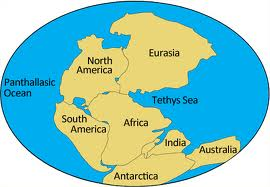 Eurasia
North
America
Panthallasic
Ocean
Tethys Sea
South
America
Africa
India
Australia
Antarctica